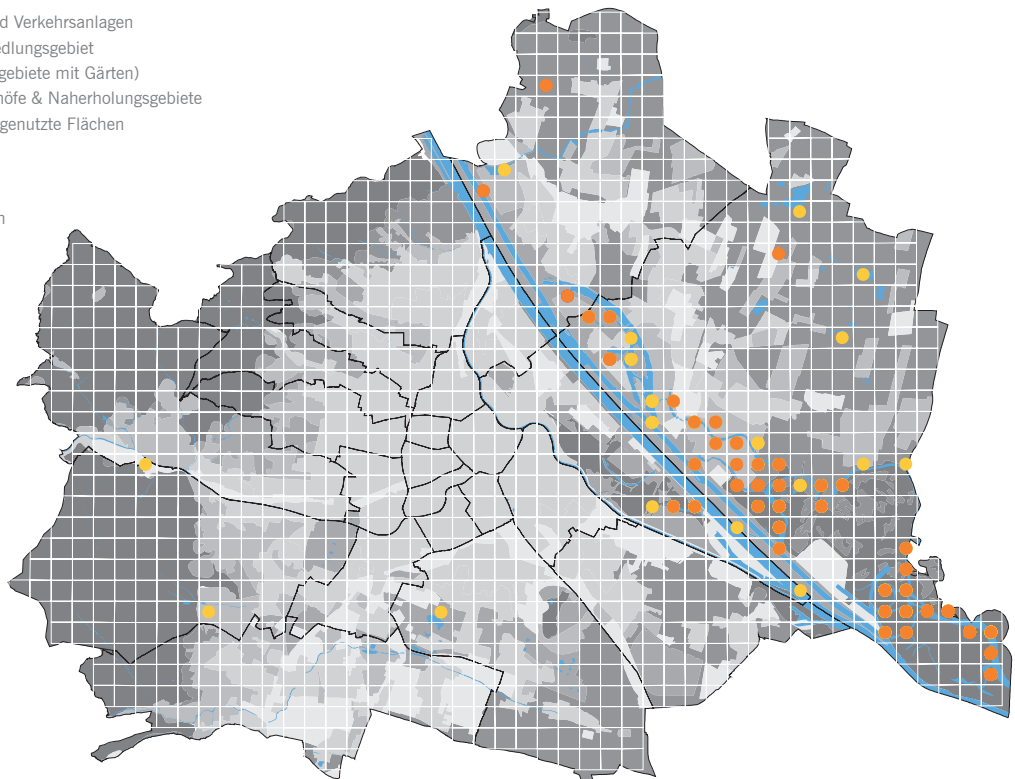 d Verkehrsanlagen
edlungsgebiet
gebiete mit Gärten)
höfe & Naherholungsgebiete
genutzte Flächen
n